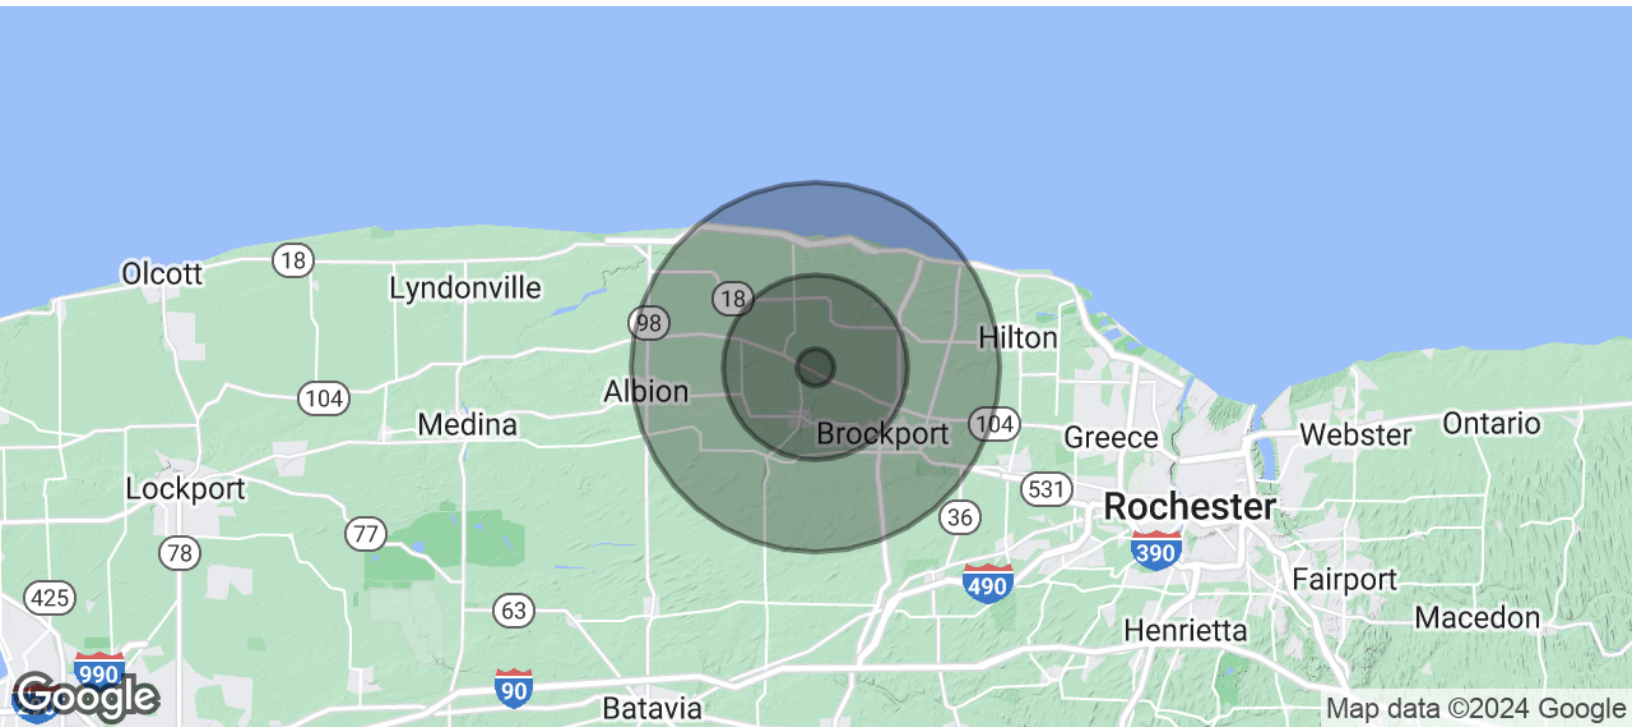 18
Olcott
Lyndonville
18
98
Hilton
104
Albion
Medina
Brockport
104
Greece
Webster
Ontario
Lockport
531
Rochester
36
77
78
390
490
Fairport
425
63
Macedon
Henrietta
990
90
Google
Batavia
Map data ©2024 Google